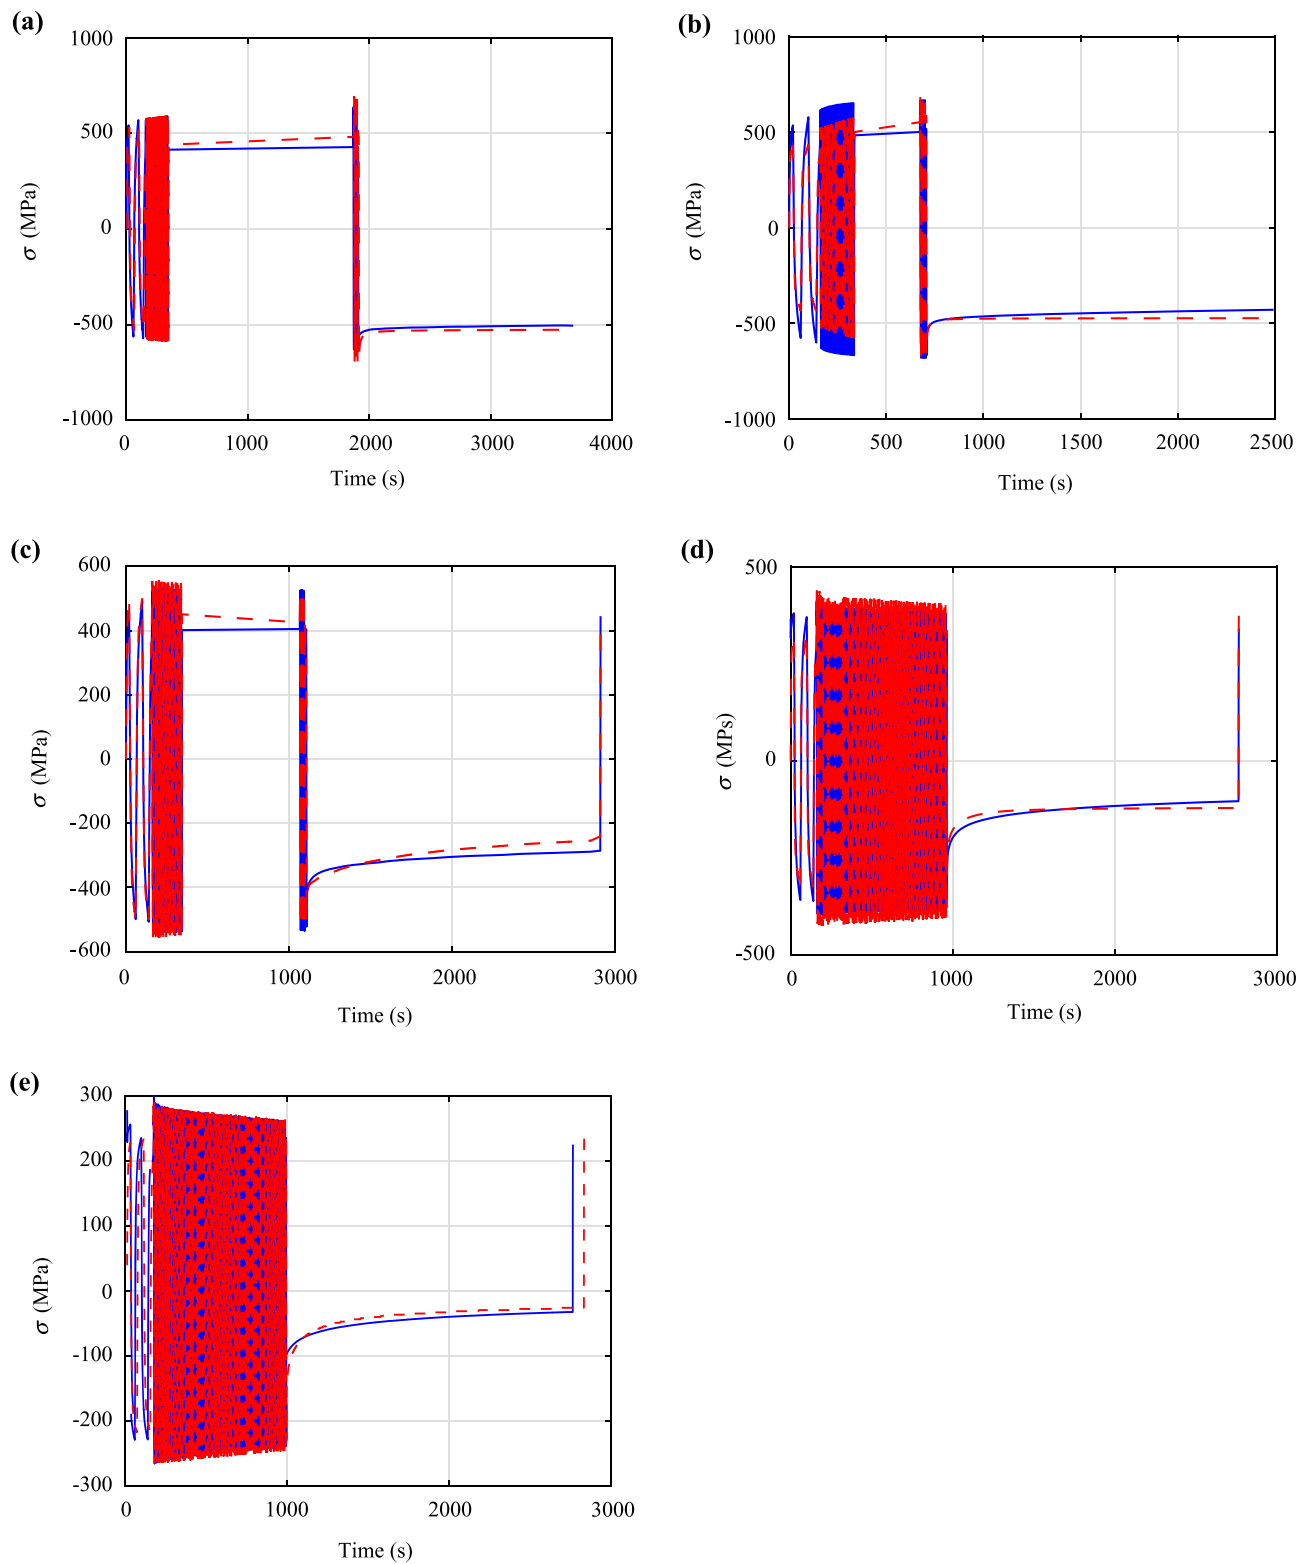 (a)
1000
500
0
-500
-1000
σ (MPa)
0 1000 2000 3000 4000
Time (s)
(b)
1000
500
0
-500
-1000
σ (MPa)
0 500 1000 1500 2000 2500
Time (s)
(c)
600
400
200
0
-200
-400
-600
σ (MPa)
0 1000 2000 3000
Time (s)
(d)
500
0
-500
σ (MPs)
0 1000 2000 3000
Time (s)
(e)
300
200
100
0
-100
-200
-300
σ (MPa)
0 1000 2000 3000
Time (s)